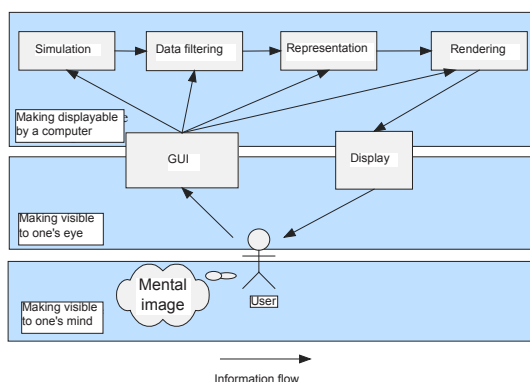 Simulation
Data filtering
Representation
Rendering
Making displayable
by a computer
GUI
Display
Making visible
to one's eye
Mental
image
User
Making visible
to one's mind
Information flow